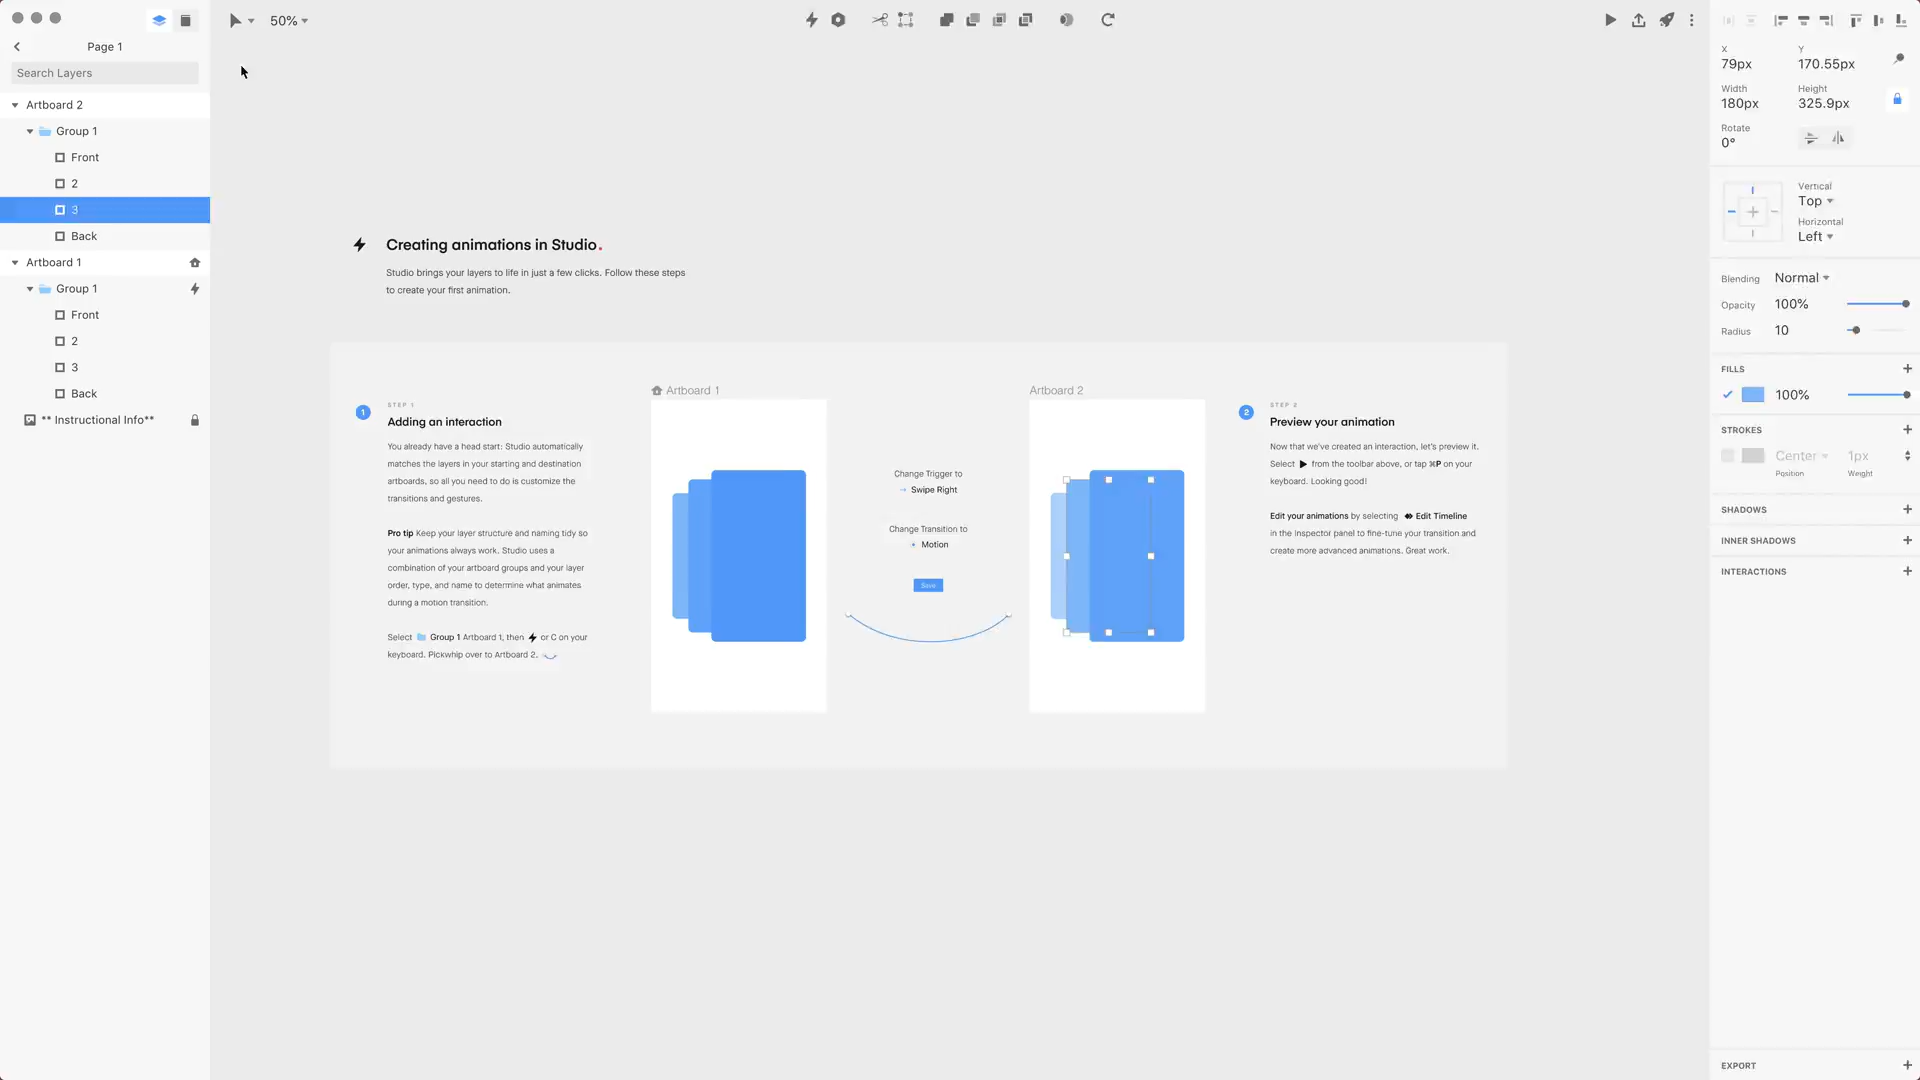 50%
Page 1
Search Layers
Artboard 2
Group 1
Front
2
3
Back
Artboard 1
Group 1
Front
2
3
Back
** Instructional Info**
Creating animations in Studio.
Studio brings your layers to life in just a few clicks. Follow these steps
to create your first animation.
1
STEP 1
Adding an interaction
You already have a head start: Studio automatically
matches the layers in your starting and destination
artboards, so all you need to do is customize the
transitions and gestures.
Pro tip Keep your layer structure and naming tidy so
your animations always work. Studio uses a
combination of your artboard groups and your layer
order, type, and name to determine what animates
during a motion transition.
Select Group 1 Artboard 1, then or C on your
keyboard. Pickwhip over to Artboard 2.
Artboard 1
Change Trigger to
→ Swipe Right
Change Transition to
Motion
Save
Artboard 2
2
STEP 2
Preview your animation
Now that we've created an interaction, let's preview it.
Select ▶ from the toolbar above, or tap ⌘P on your
keyboard. Looking good!
Edit your animations by selecting Edit Timeline
in the inspector panel to fine-tune your transition and
create more advanced animations. Great work.
X
79px
Y
170.55px
Width
180px
Height
325.9px
Rotate
0°
Vertical
Top
Horizontal
Left
Blending
Normal
Opacity
100%
Radius
10
FILLS
100%
STROKES
Center
1px
Position
Weight
SHADOWS
INNER SHADOWS
INTERACTIONS
EXPORT